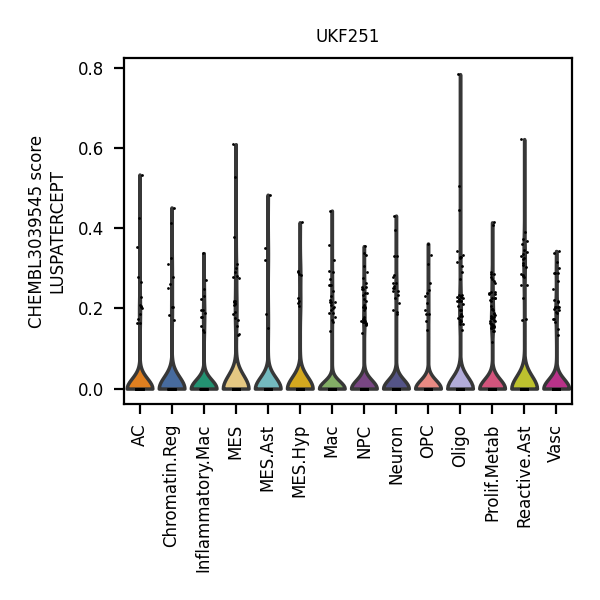 UKF251
CHEMBL3039545 score
LUSPATERCEPT
0.8
0.6
0.4
0.2
0.0
AC
Chromatin.Reg
Inflammatory.Mac
MES
MES.Ast
MES.Hyp
Mac
NPC
Neuron
OPC
Oligo
Prolif.Metab
Reactive.Ast
Vasc